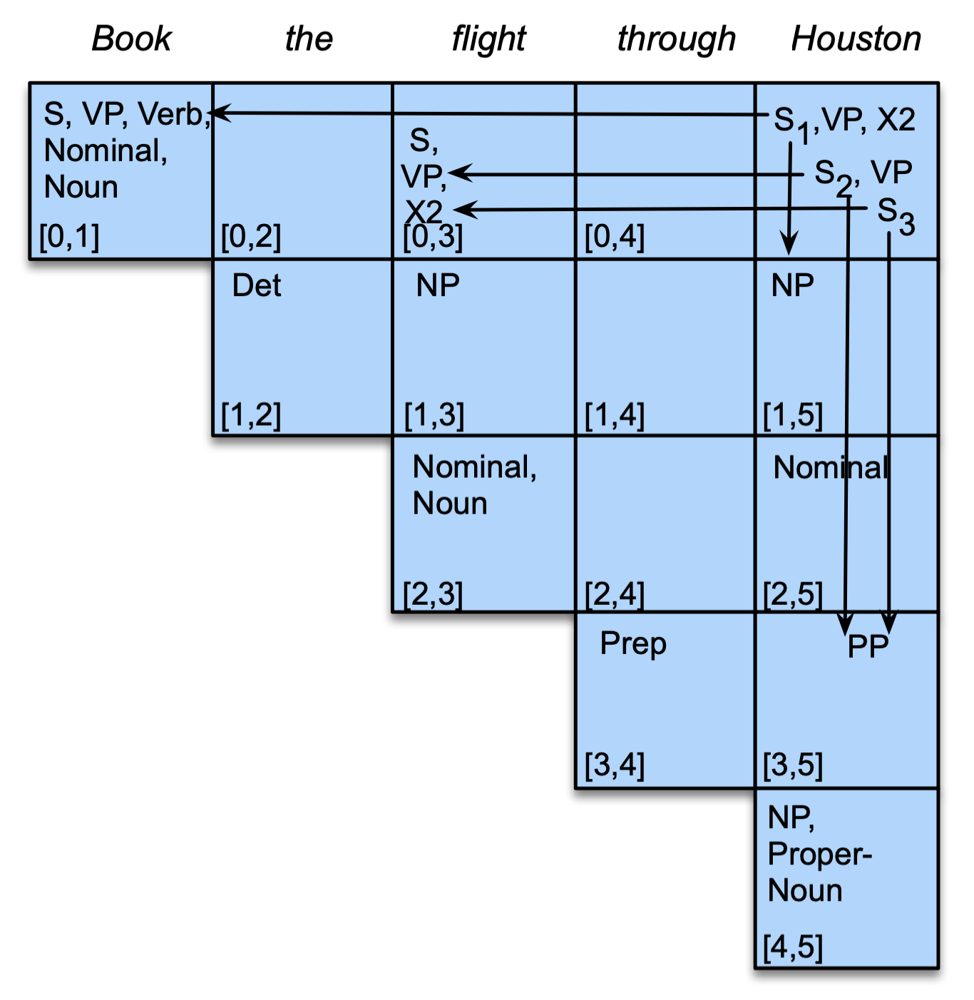 Book the flight through Houston
S, VP, Verb,
Nominal,
Noun
[0,1]
[0,2]
S,
VP,
X2
[0,3]
[0,4]
S1,VP, X2
S2, VP
S3
Det
[1,2]
NP
[1,3]
[1,4]
NP
[1,5]
Nominal,
Noun
[2,3]
[2,4]
Nominal
[2,5]
Prep
[3,4]
PP
[3,5]
NP,
Proper-
Noun
[4,5]